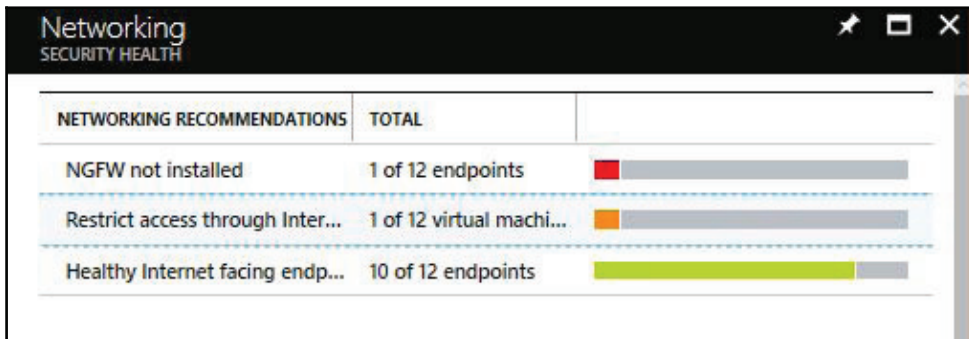 Networking
SECURITY HEALTH
NETWORKING RECOMMENDATIONS TOTAL
NGFW not installed 1 of 12 endpoints
Restrict access through Inter... 1 of 12 virtual machi...
Healthy Internet facing endp... 10 of 12 endpoints